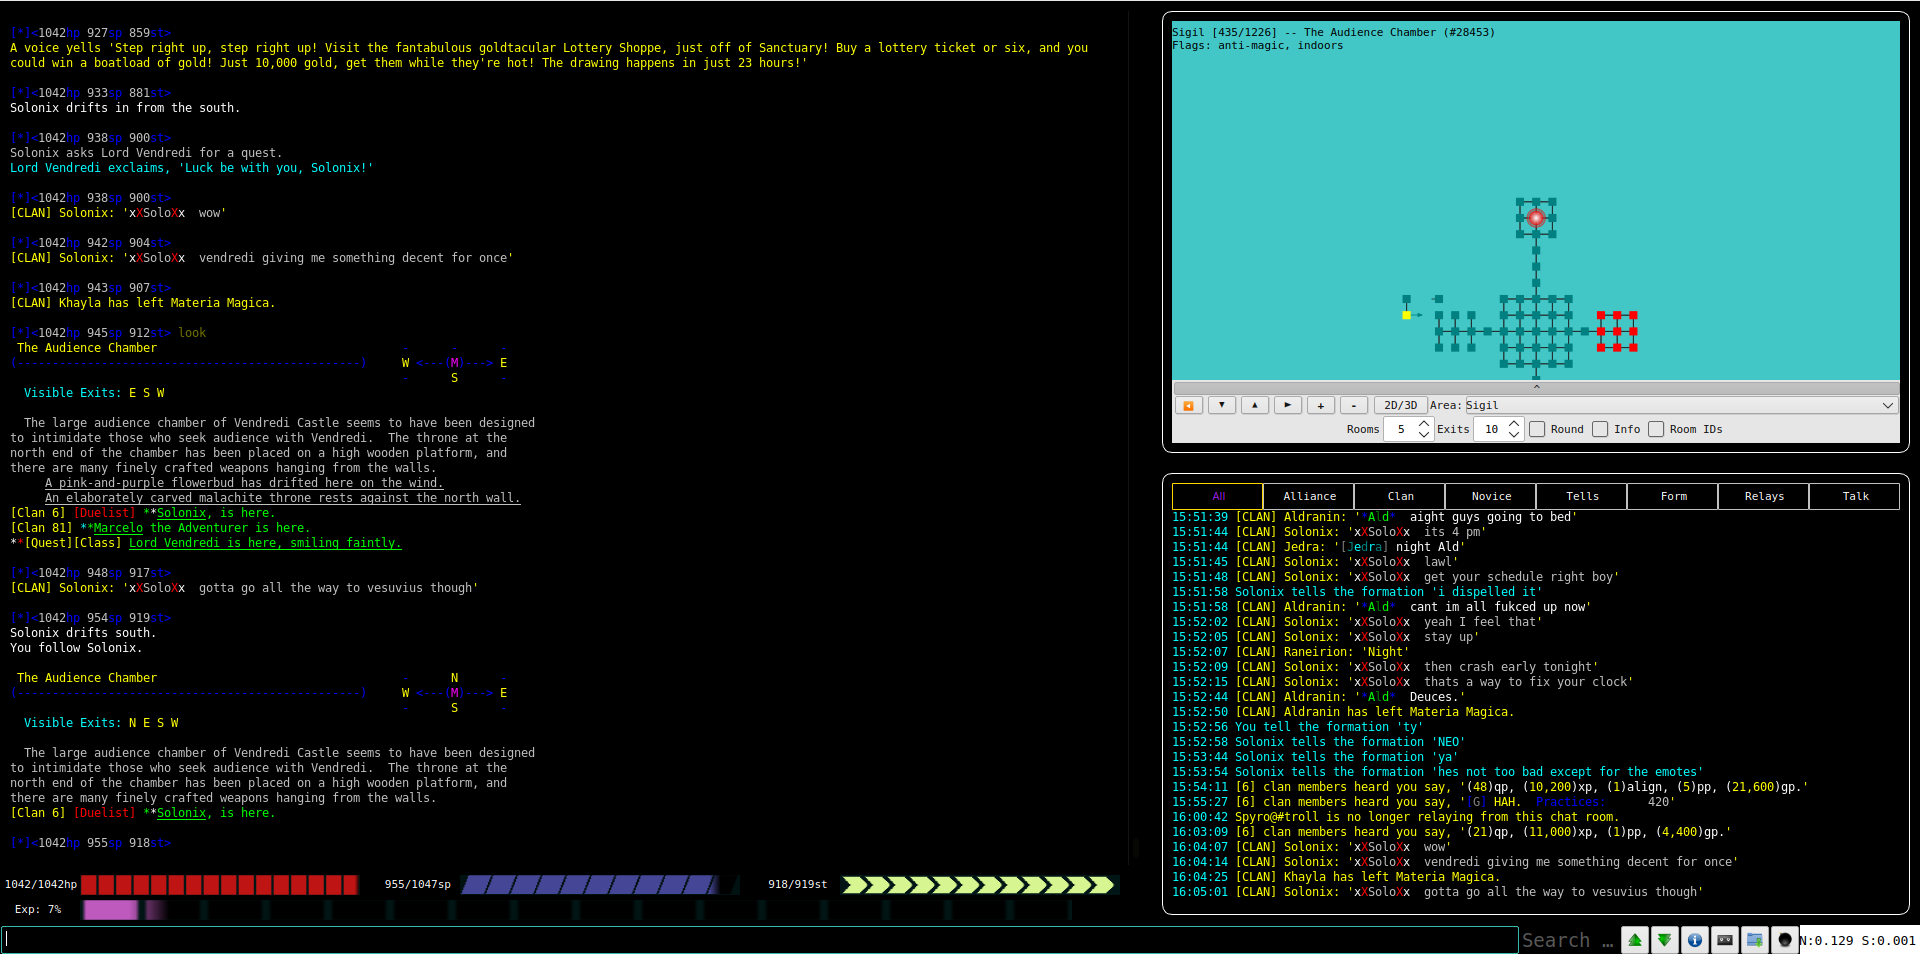 [*]<1042hp 927sp 859st>
A voice yells 'Step right up, step right up! Visit the fantabulous goldtacular Lottery Shoppe, just off of Sanctuary! Buy a lottery ticket or six, and you
could win a boatload of gold! Just 10,000 gold, get them while they're hot! The drawing happens in just 23 hours!'
[*]<1042hp 933sp 881st>
Solonix drifts in from the south.
[*]<1042hp 938sp 900st>
Solonix asks Lord Vendredi for a quest.
Lord Vendredi exclaims, 'Luck be with you, Solonix!'
[*]<1042hp 938sp 900st>
[CLAN] Solonix: 'xXSoloXx  wow'
[*]<1042hp 942sp 904st>
[CLAN] Solonix: 'xXSoloXx  vendredi giving me something decent for once'
[*]<1042hp 943sp 907st>
[CLAN] Khayla has left Materia Magica.
[*]<1042hp 945sp 912st> look
The Audience Chamber - - -
(-------------------------------------------------) W <---(M)---> E
- S -
Visible Exits: E S W
The large audience chamber of Vendredi Castle seems to have been designed
to intimidate those who seek audience with Vendredi.  The throne at the
north end of the chamber has been placed on a high wooden platform, and
there are many finely crafted weapons hanging from the walls.
A pink-and-purple flowerbud has drifted here on the wind.
An elaborately carved malachite throne rests against the north wall.
[Clan 6] [Duelist] **Solonix, is here.
[Clan 81] **Marcelo the Adventurer is here.
**[Quest][Class] Lord Vendredi is here, smiling faintly.
[*]<1042hp 948sp 917st>
[CLAN] Solonix: 'xXSoloXx  gotta go all the way to vesuvius though'
[*]<1042hp 954sp 919st>
Solonix drifts south.
You follow Solonix.
The Audience Chamber - N -
(-------------------------------------------------) W <---(M)---> E
- S -
Visible Exits: N E S W
The large audience chamber of Vendredi Castle seems to have been designed
to intimidate those who seek audience with Vendredi.  The throne at the
north end of the chamber has been placed on a high wooden platform, and
there are many finely crafted weapons hanging from the walls.
[Clan 6] [Duelist] **Solonix, is here.
[*]<1042hp 955sp 918st>
1042/1042hp 955/1047sp 918/919st
Exp: 7%
Sigil [435/1226] -- The Audience Chamber (#28453)
Flags: anti-magic, indoors
^
+ - 2D/3D Area: Sigil
Rooms 5 Exits 10 Round Info Room IDs
All Alliance Clan Novice Tells Form Relays Talk
15:51:39 [CLAN] Aldranin: '*Ald*  aight guys going to bed'
15:51:44 [CLAN] Solonix: 'xXSoloXx  its 4 pm'
15:51:44 [CLAN] Jedra: '[Jedra] night Ald'
15:51:45 [CLAN] Solonix: 'xXSoloXx  lawl'
15:51:48 [CLAN] Solonix: 'xXSoloXx  get your schedule right boy'
15:51:58 Solonix tells the formation 'i dispelled it'
15:51:58 [CLAN] Aldranin: '*Ald*  cant im all fukced up now'
15:52:02 [CLAN] Solonix: 'xXSoloXx  yeah I feel that'
15:52:05 [CLAN] Solonix: 'xXSoloXx  stay up'
15:52:07 [CLAN] Raneirion: 'Night'
15:52:09 [CLAN] Solonix: 'xXSoloXx  then crash early tonight'
15:52:15 [CLAN] Solonix: 'xXSoloXx  thats a way to fix your clock'
15:52:44 [CLAN] Aldranin: '*Ald*  Deuces.'
15:52:50 [CLAN] Aldranin has left Materia Magica.
15:52:56 You tell the formation 'ty'
15:52:58 Solonix tells the formation 'NEO'
15:53:44 Solonix tells the formation 'ya'
15:53:54 Solonix tells the formation 'hes not too bad except for the emotes'
15:54:11 [6] clan members heard you say, '(48)qp, (10,200)xp, (1)align, (5)pp, (21,600)gp.'
15:55:27 [6] clan members heard you say, '[G] HAH.  Practices:      420'
16:00:42 Spyro@#troll is no longer relaying from this chat room.
16:03:09 [6] clan members heard you say, '(21)qp, (11,000)xp, (1)pp, (4,400)gp.'
16:04:07 [CLAN] Solonix: 'xXSoloXx  wow'
16:04:14 [CLAN] Solonix: 'xXSoloXx  vendredi giving me something decent for once'
16:04:25 [CLAN] Khayla has left Materia Magica.
16:05:01 [CLAN] Solonix: 'xXSoloXx  gotta go all the way to vesuvius though'
Search ... N:0.129 S:0.001